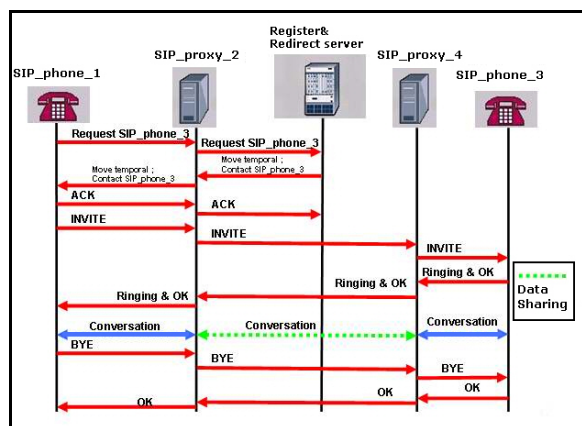 Register&
Redirect server
SIP_phone_1
SIP_proxy_2
SIP_proxy_4
SIP_phone_3
Request SIP_phone_3
Request SIP_phone_3
Move temporal ;
Contact SIP_phone_3
Move temporal ;
Contact SIP_phone_3
ACK
ACK
INVITE
INVITE
INVITE
Ringing & OK
Ringing & OK
Ringing & OK
Data
Sharing
Conversation
Conversation
Conversation
BYE
BYE
BYE
OK
OK
OK